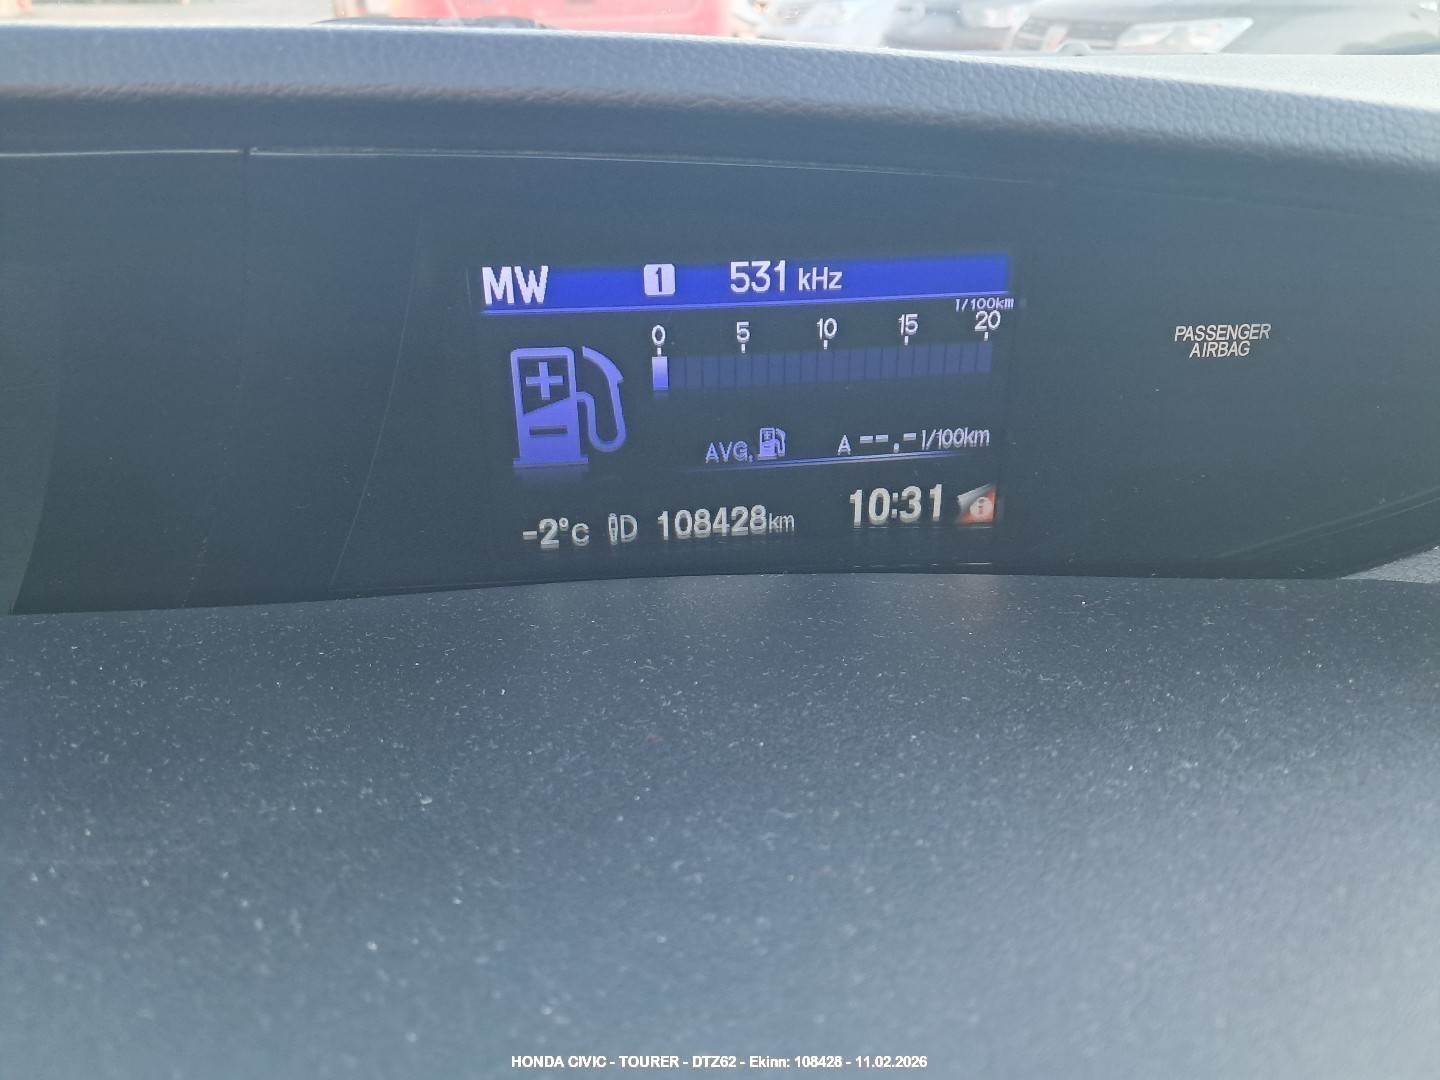 MW 1 531 kHz
l/100km
0 5 10 15 20
PASSENGER
AIRBAG
AVG. A --.- l/100km
-2°C 108428km 10:31 i
HONDA CIVIC - TOURER - DTZ62 - Ekinn: 108428 - 11.02.2026